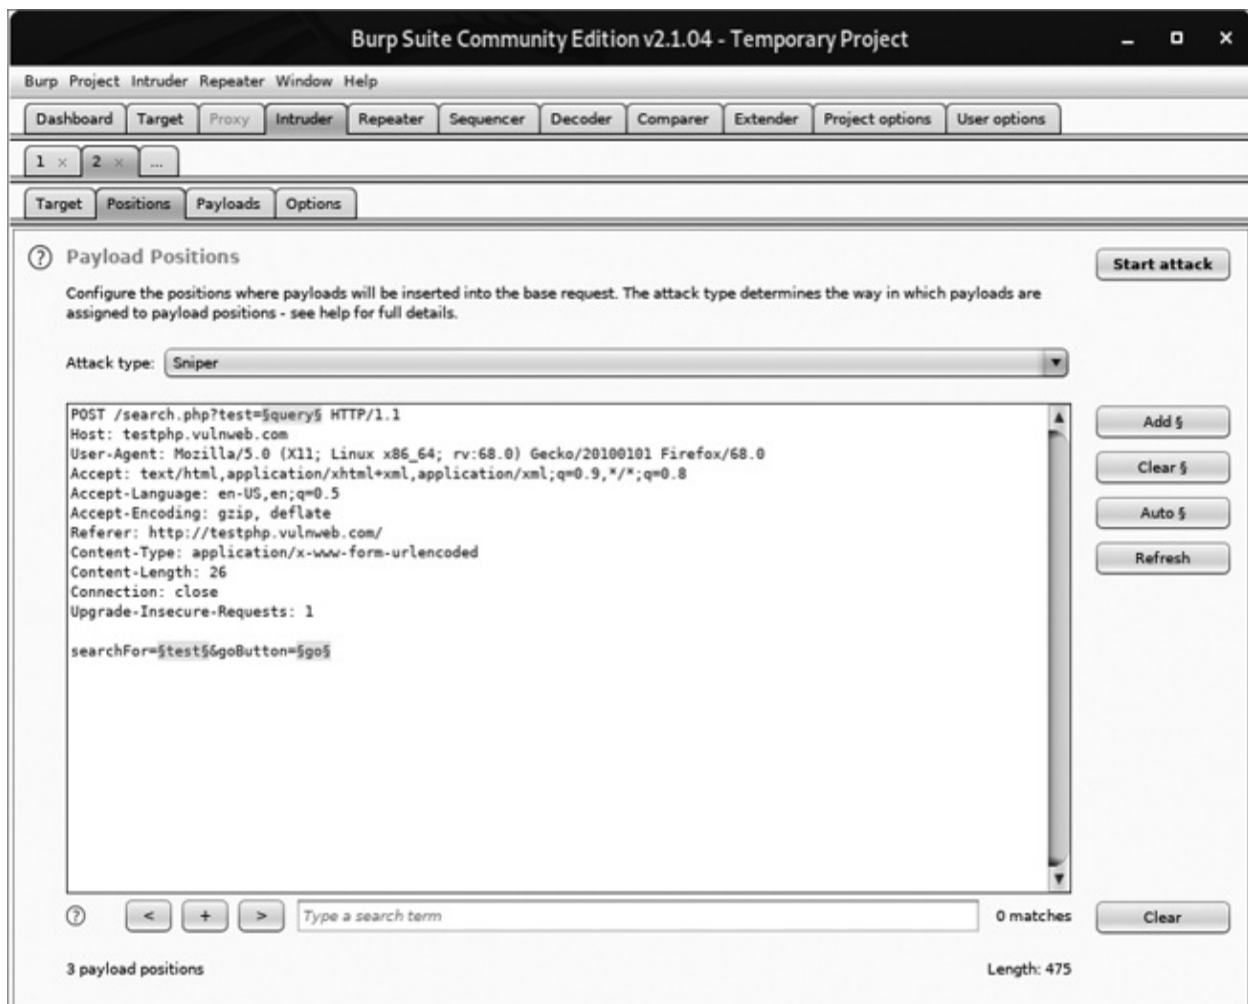 Burp Suite Community Edition v2.1.04 - Temporary Project
Burp Project Intruder Repeater Window Help
Dashboard Target Proxy Intruder Repeater Sequencer Decoder Comparer Extender Project options User options
1 × 2 × ...
Target Positions Payloads Options
? Payload Positions
Start attack
Configure the positions where payloads will be inserted into the base request. The attack type determines the way in which payloads are
assigned to payload positions - see help for full details.
Attack type: Sniper
POST /search.php?test=§query§ HTTP/1.1
Host: testphp.vulnweb.com
User-Agent: Mozilla/5.0 (X11; Linux x86_64; rv:68.0) Gecko/20100101 Firefox/68.0
Accept: text/html,application/xhtml+xml,application/xml;q=0.9,*/*;q=0.8
Accept-Language: en-US,en;q=0.5
Accept-Encoding: gzip, deflate
Referer: http://testphp.vulnweb.com/
Content-Type: application/x-www-form-urlencoded
Content-Length: 26
Connection: close
Upgrade-Insecure-Requests: 1
searchFor=§test§&goButton=§go§
Add §
Clear §
Auto §
Refresh
? < + > Type a search term 0 matches Clear
3 payload positions Length: 475